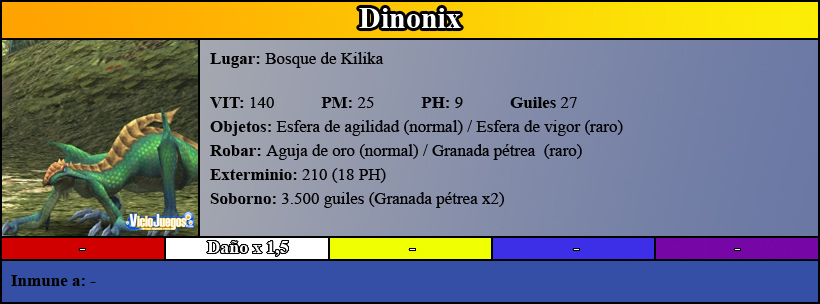 Dinonix
Lugar: Bosque de Kilika
VIT: 140 PM: 25 PH: 9 Guiles 27
Objetos: Esfera de agilidad (normal) / Esfera de vigor (raro)
Robar: Aguja de oro (normal) / Granada pétrea (raro)
Exterminio: 210 (18 PH)
Soborno: 3.500 guiles (Granada pétrea x2)
VicioJuegos
- Daño x 1,5 - - -
Inmune a: -